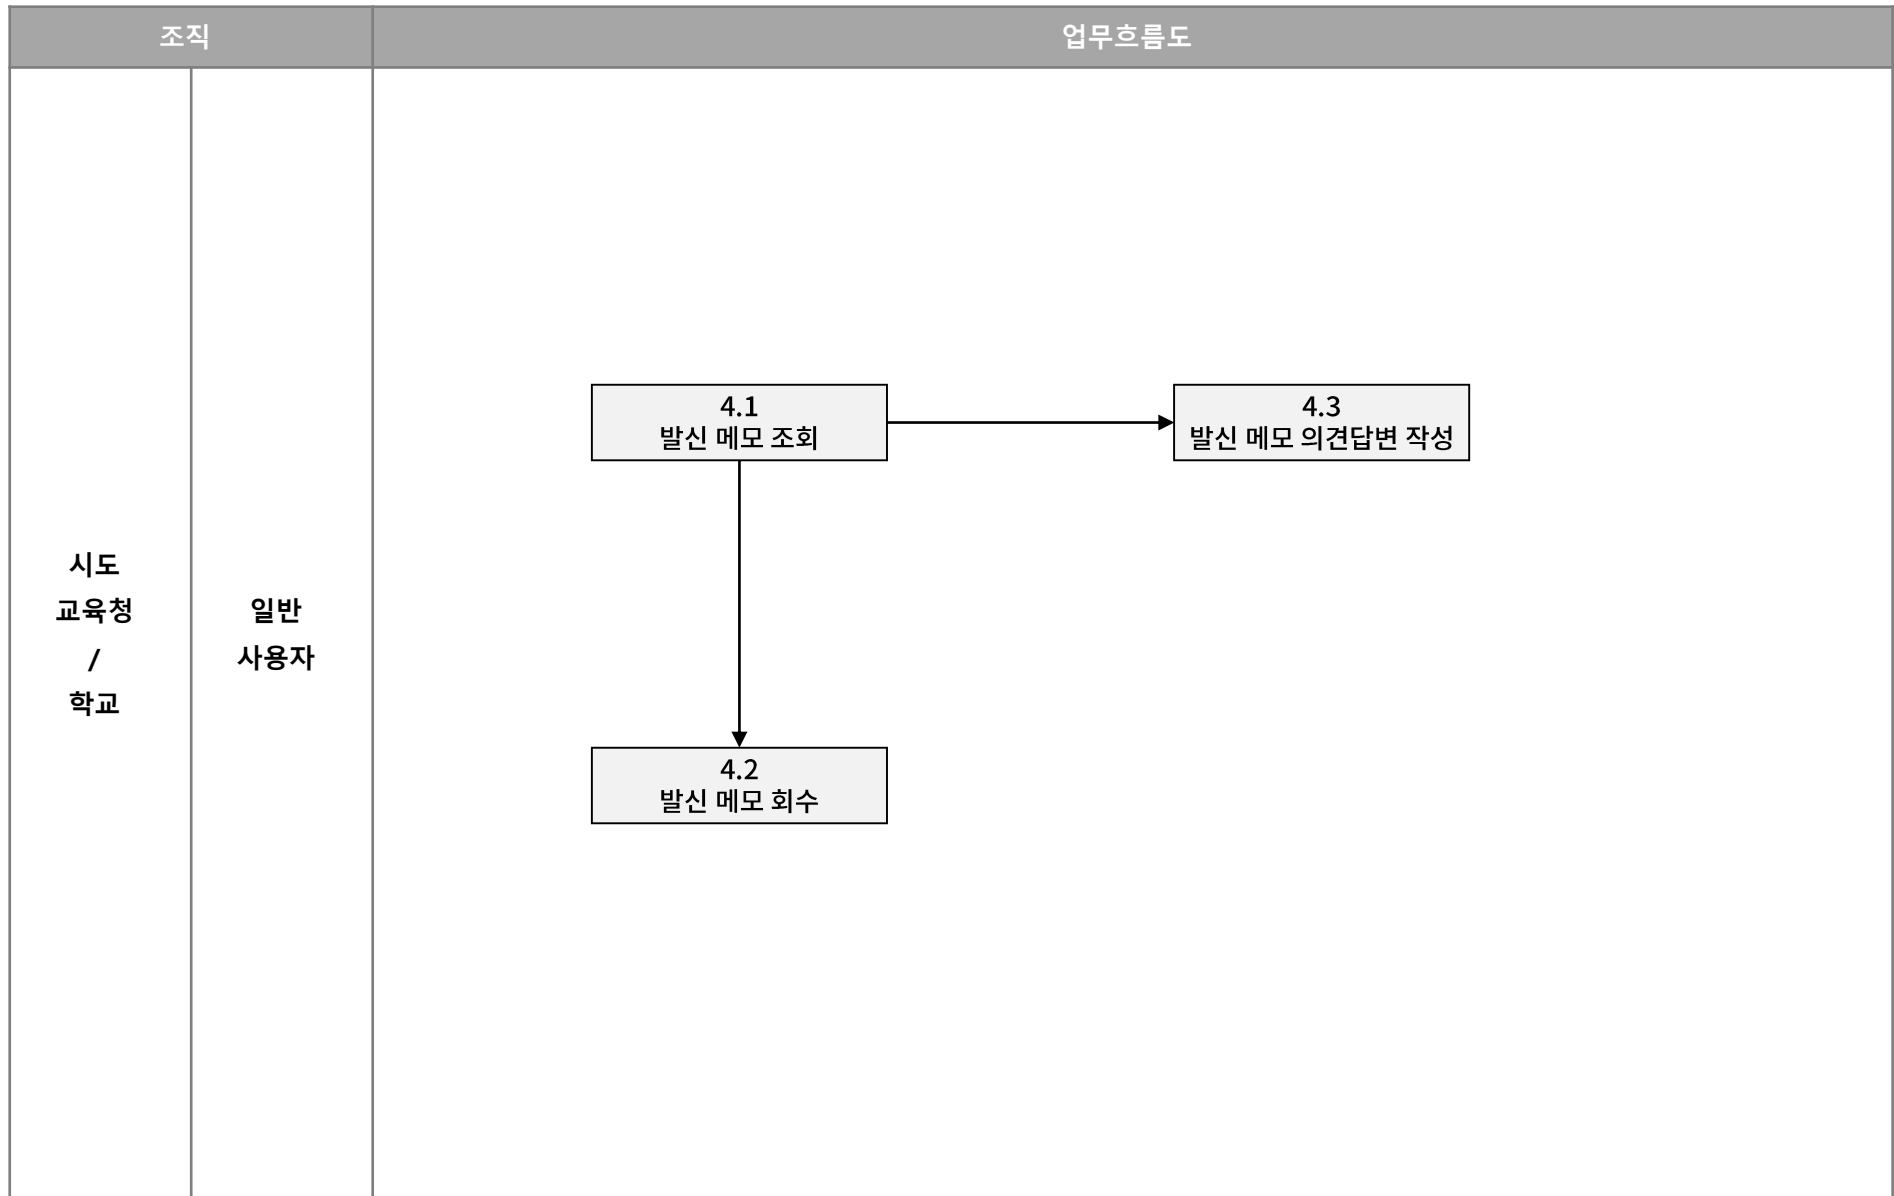 조직
업무흐름도
시도
교육청
/
학교
일반
사용자
4.1
발신 메모 조회
4.3
발신 메모 의견답변 작성
4.2
발신 메모 회수